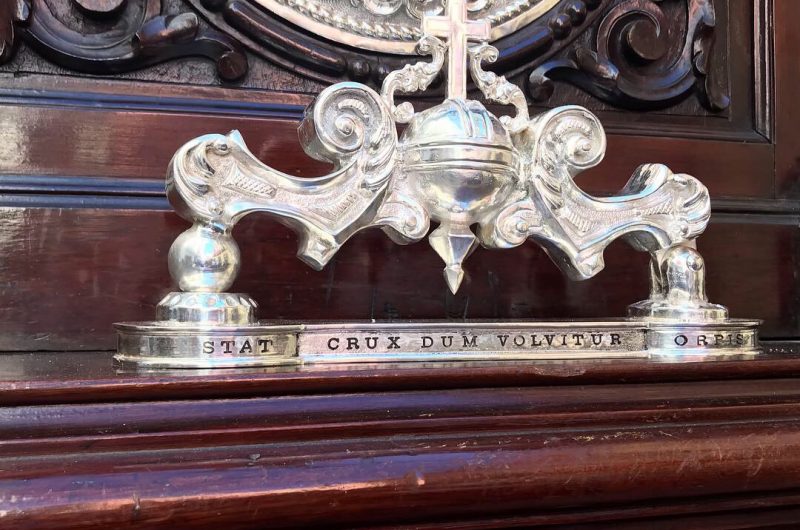 STAT CRUX DUM VOLVITUR ORPIS